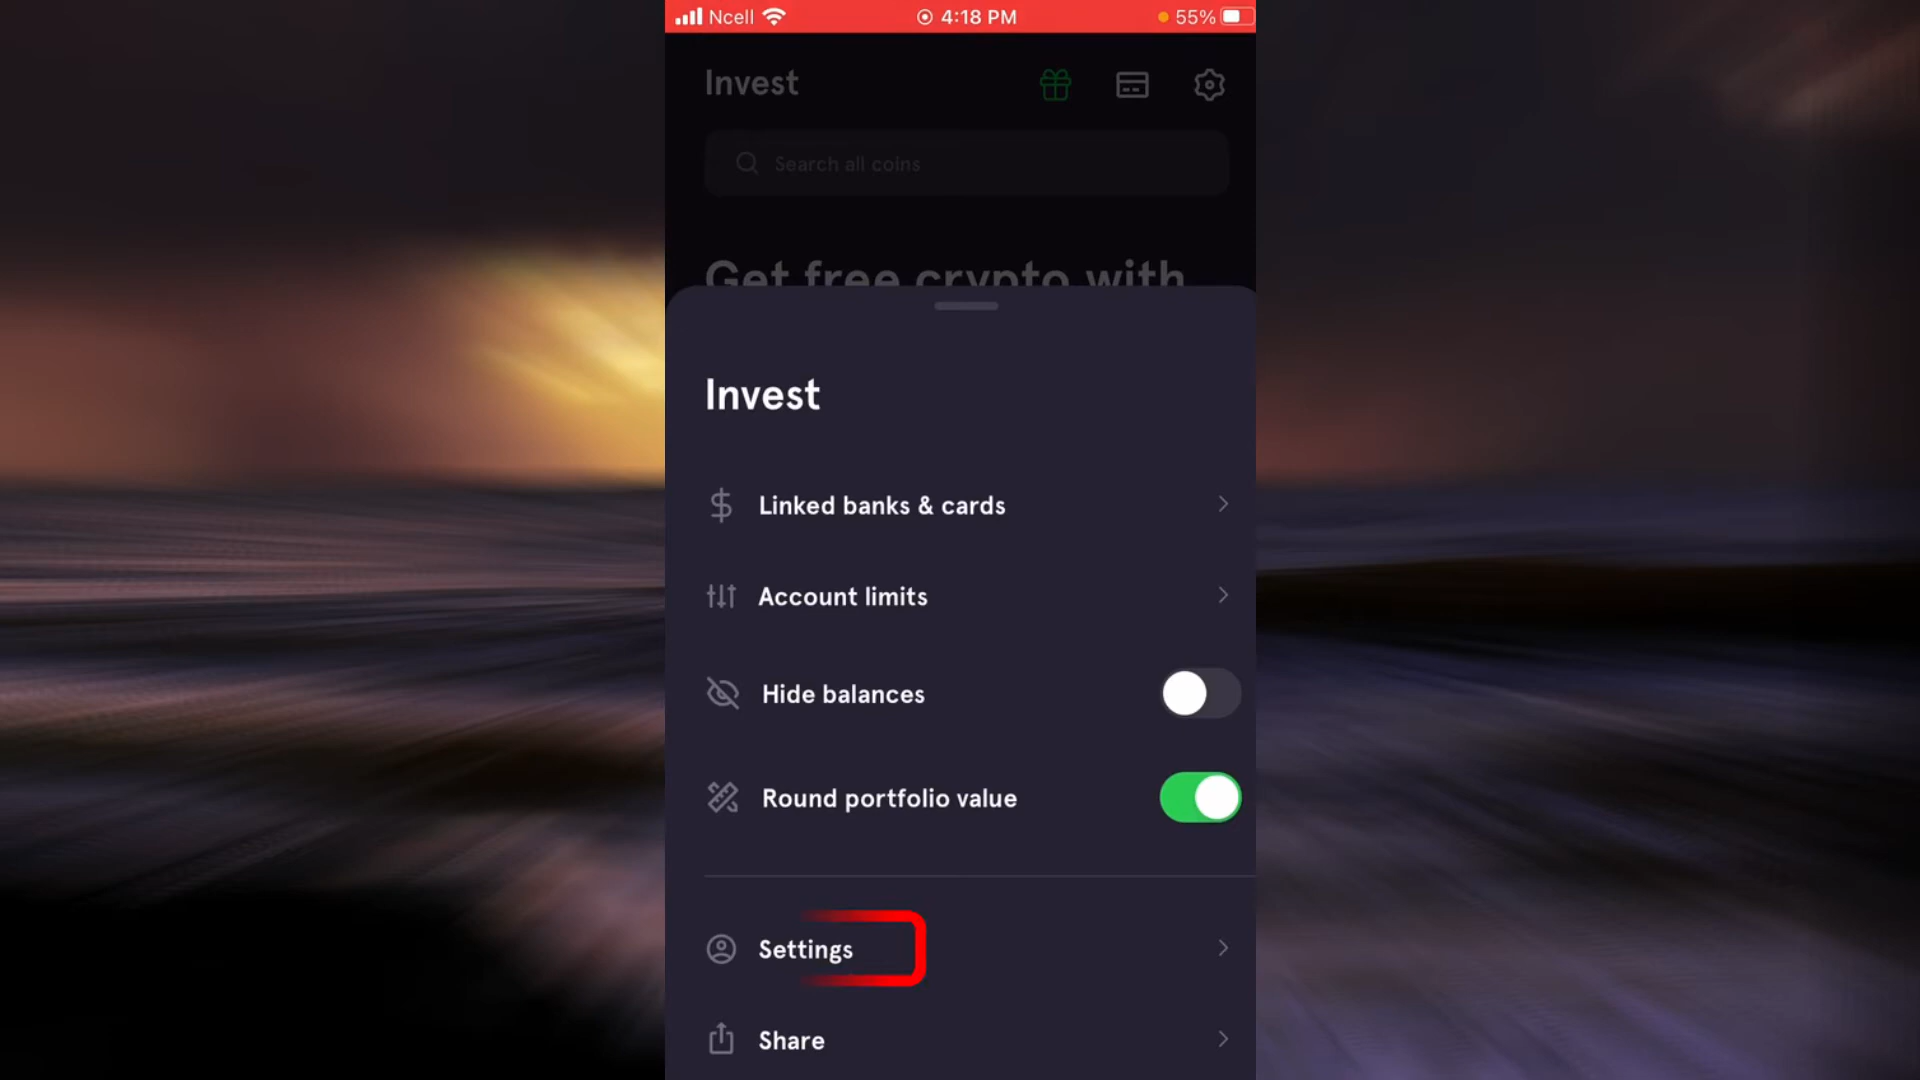 Ncell 4:18 PM 55%
Invest
Search all coins
Get free crypto with
Invest
Linked banks & cards
Account limits
Hide balances
Round portfolio value
Settings
Share